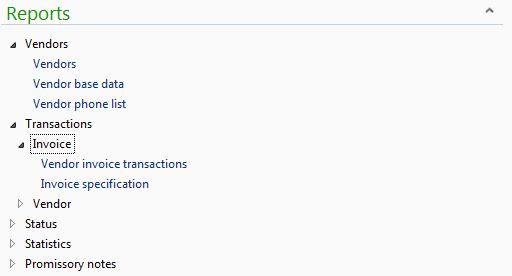 Reports
Vendors
Vendors
Vendor base data
Vendor phone list
Transactions
Invoice
Vendor invoice transactions
Invoice specification
Vendor
Status
Statistics
Promissory notes